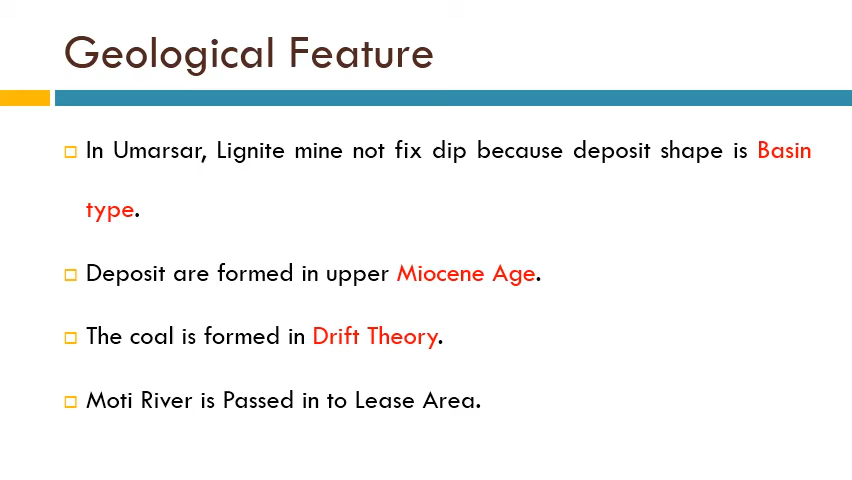 Geological Feature
In Umarsar, Lignite mine not fix dip because deposit shape is Basin
type.
Deposit are formed in upper Miocene Age.
The coal is formed in Drift Theory.
Moti River is Passed in to Lease Area.